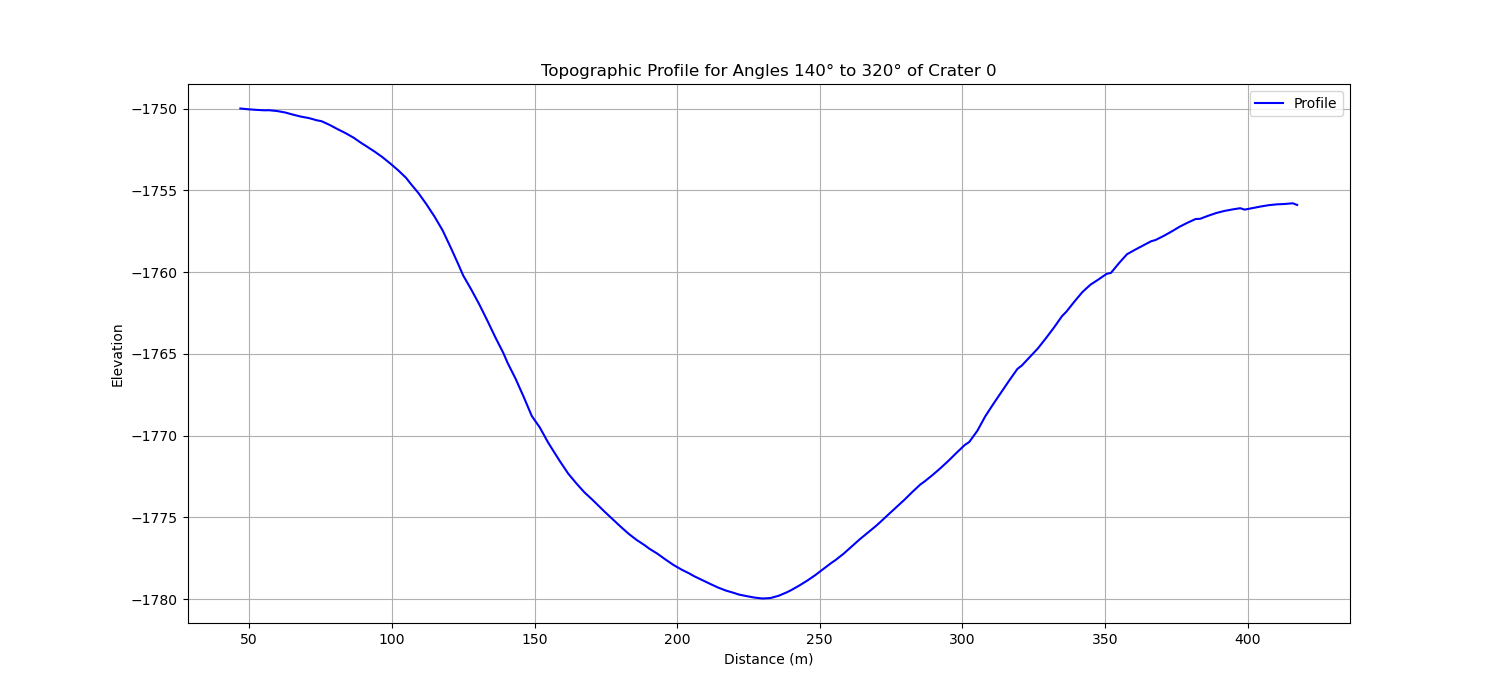 Topographic Profile for Angles 140° to 320° of Crater 0
Profile
−1750
−1755
−1760
−1765
−1770
−1775
−1780
Elevation
50 100 150 200 250 300 350 400
Distance (m)